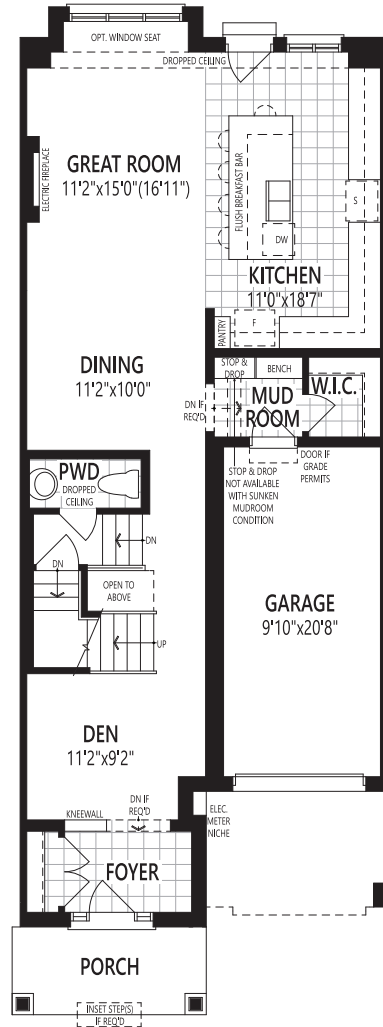 OPT. WINDOW SEAT
DROPPED CEILING
ELECTRIC FIREPLACE
GREAT ROOM
11'2"x15'0"(16'11")
FLUSH BREAKFAST BAR
S
DW
KITCHEN
11'0"x18'7"
PANTRY
F
DINING
11'2"x10'0"
STOP &
DROP
BENCH
W.I.C.
DN IF
REQ'D
MUD
ROOM
STOP & DROP
NOT AVAILABLE
WITH SUNKEN
MUDROOM
CONDITION
DOOR IF
GRADE
PERMITS
PWD
DROPPED
CEILING
DN
DN
OPEN TO
ABOVE
UP
GARAGE
9'10"x20'8"
DEN
11'2"x9'2"
KNEEWALL
DN IF
REQ'D
ELEC.
METER
NICHE
FOYER
PORCH
INSET STEP(S)
IF REQ'D